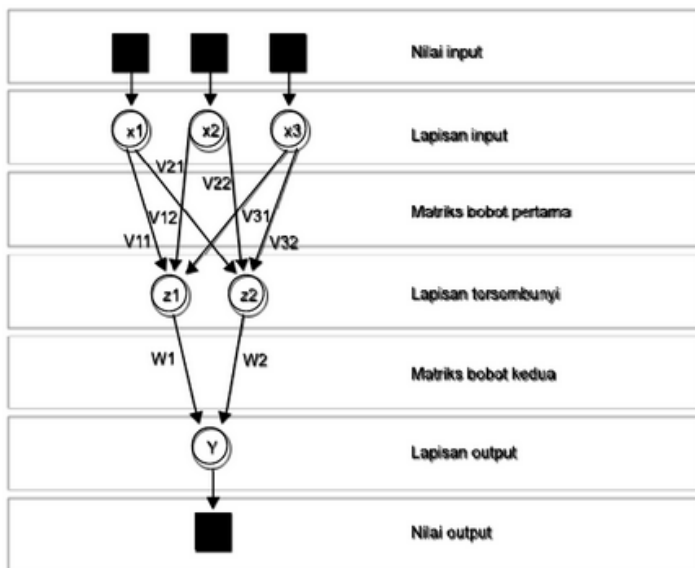 Nilai input
x1 x2 x3
Lapisan input
V21
V22
V12
V31
Matriks bobot pertama
V11
V32
z1 z2
Lapisan torsombunyi
W1 W2
Matriks bobot kedua
Y
Lapisan output
Nilai output